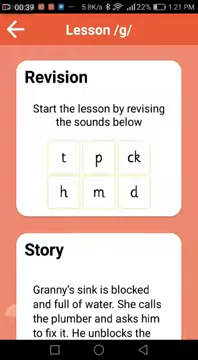 00:39 5.8K/s 22% 1:21 PM
Lesson /g/
Revision
Start the lesson by revising
the sounds below
t p ck
h m d
Story
Granny's sink is blocked
and full of water. She calls
the plumber and asks him
to fix it. He unblocks the